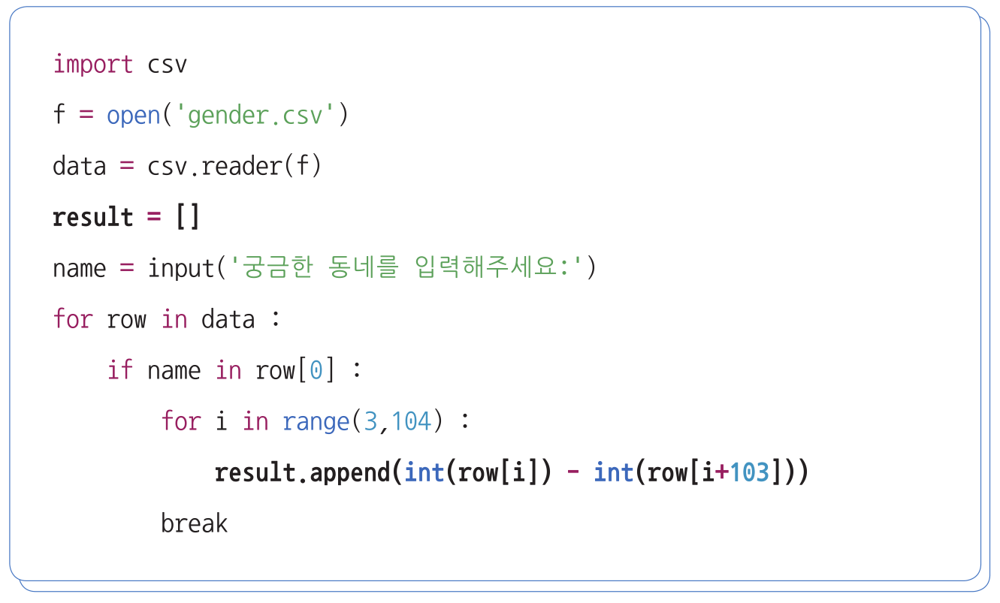 import csv
f = open('gender.csv')
data = csv.reader(f)
result = []
name = input('궁금한 동네를 입력해주세요:')
for row in data :
    if name in row[0] :
        for i in range(3,104) :
            result.append(int(row[i]) - int(row[i+103]))
        break